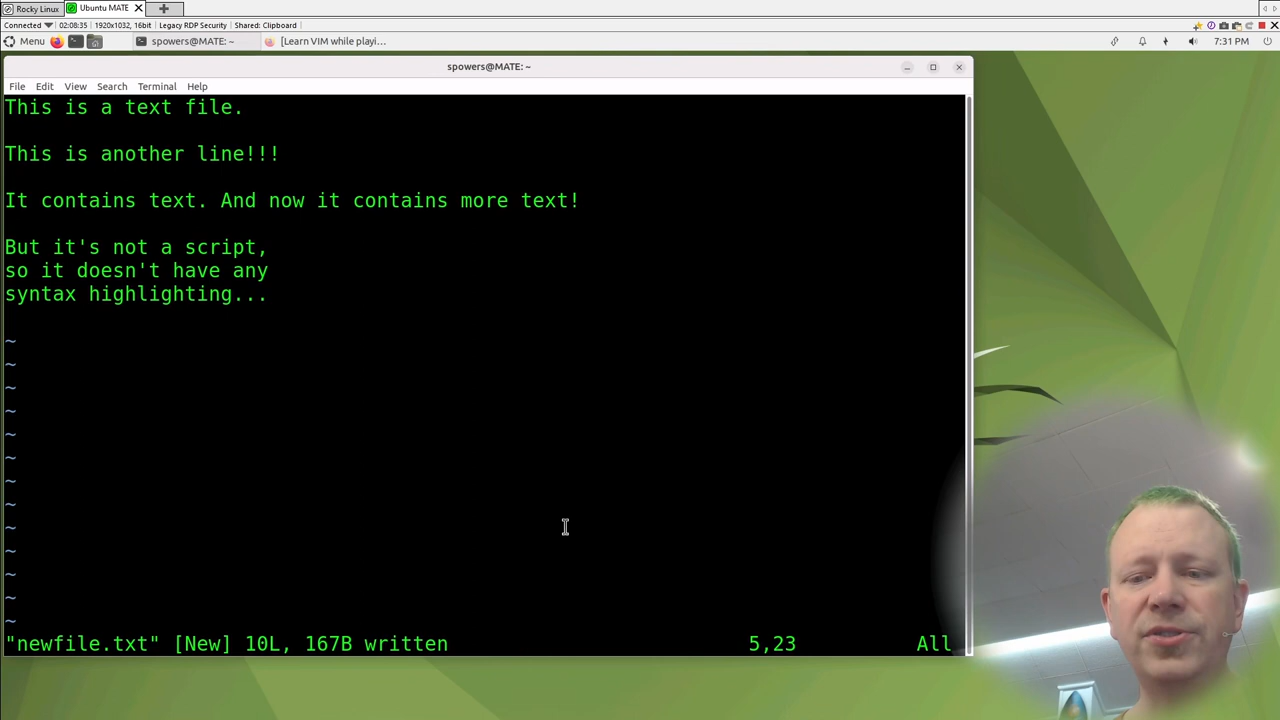 Rocky Linux
Ubuntu MATE
Connected
02:08:35
1920x1032, 16bit
Legacy RDP Security
Shared: Clipboard
Menu
spowers@MATE: ~
[Learn VIM while playi...
7:31 PM
spowers@MATE: ~
File Edit View Search Terminal Help
This is a text file.
This is another line!!!
It contains text. And now it contains more text!
But it's not a script,
so it doesn't have any
syntax highlighting...
~
~
~
~
~
~
~
~
~
~
~
~
~
"newfile.txt" [New] 10L, 167B written 5,23 All